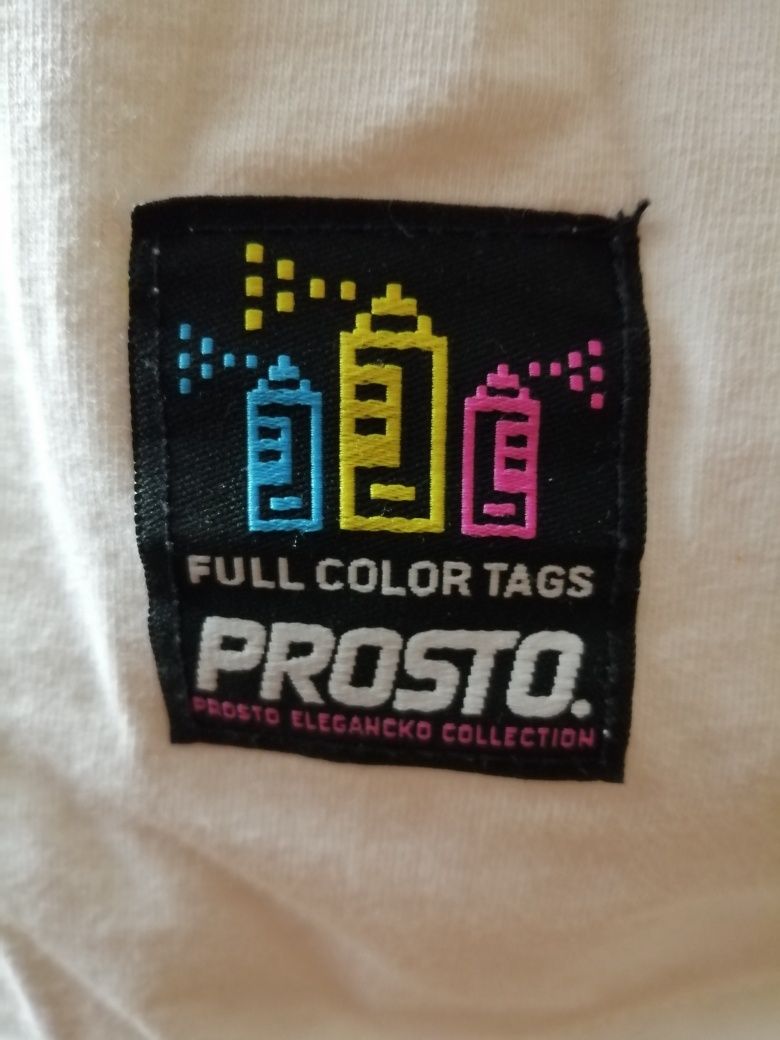 FULL COLOR TAGS
PROSTO.
PROSTO ELEGANCKO COLLECTION